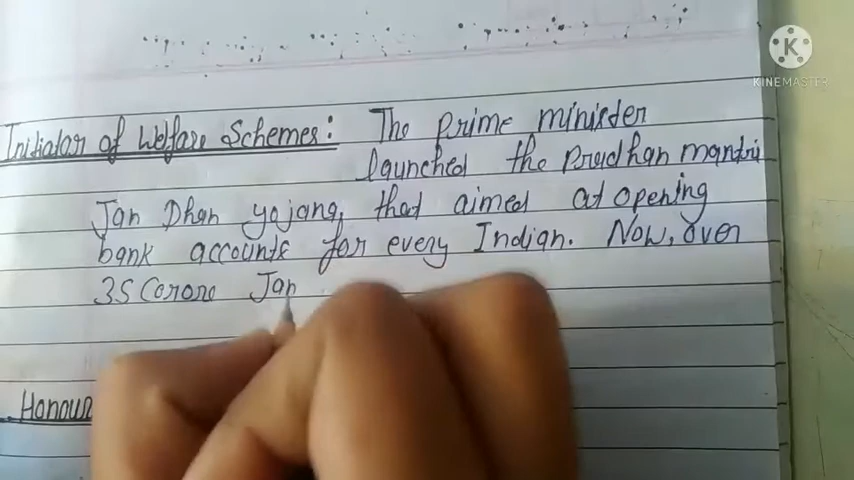 KINEMASTER
Initiator of Welfare Schemes: The Prime minister
launched the Pradhan mantri
Jan Dhan yojana, that aimed at opening
bank accounts for every Indian. Now, over
35 Corore Jan
Honour